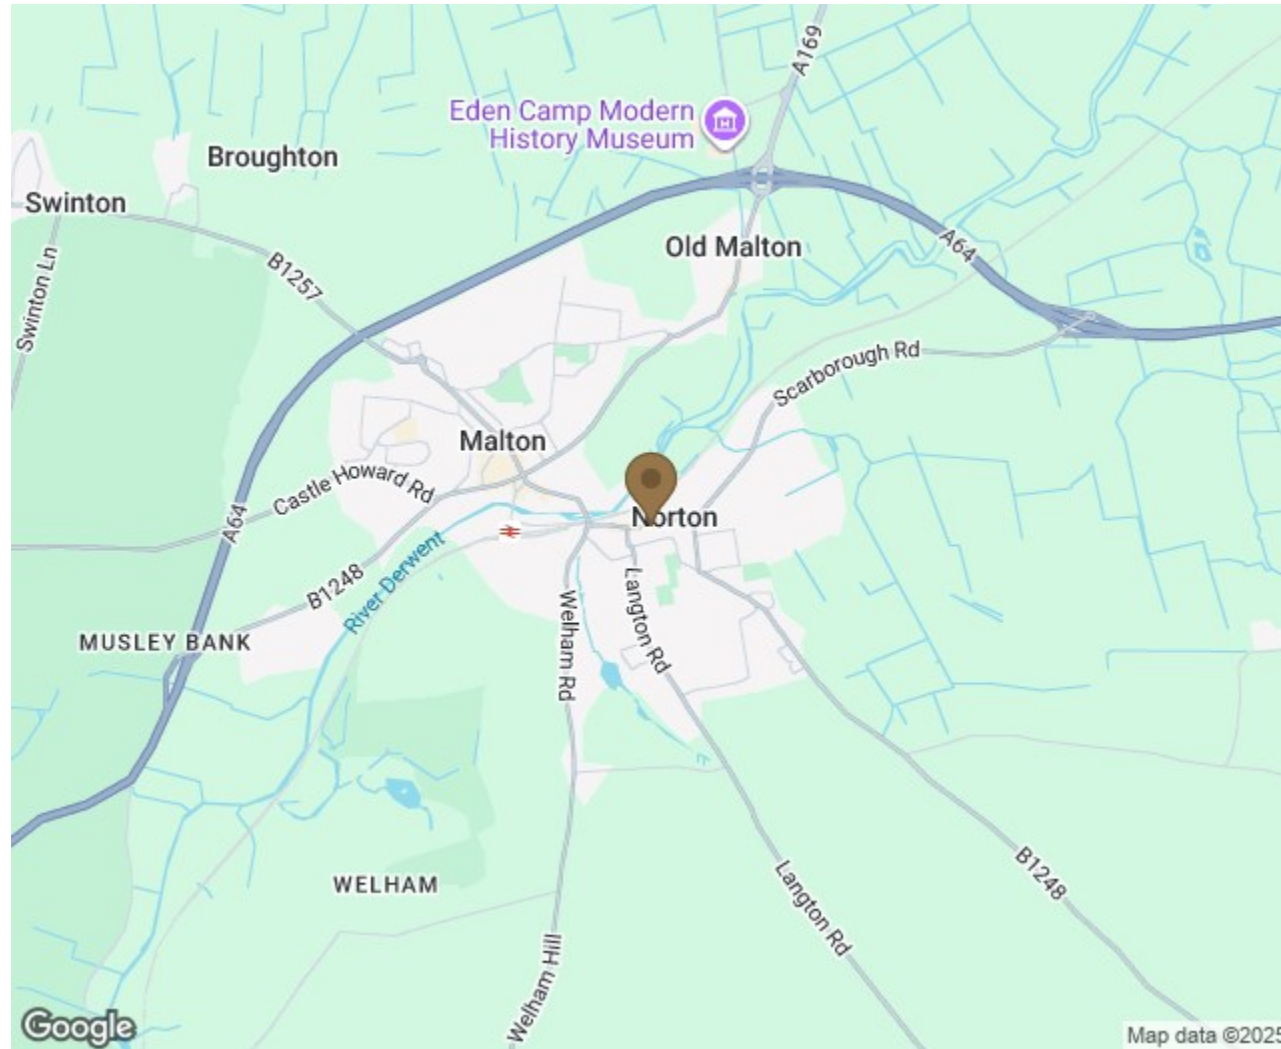 A169
Eden Camp Modern
History Museum
Broughton
Swinton
Old Malton
A64
B1257
Swinton Ln
Scarborough Rd
Malton
Castle Howard Rd
A64
Norton
River Derwent
B1248
Langton Rd
Welham Rd
MUSLEY BANK
WELHAM
B1248
Langton Rd
Welham Hill
Google
Map data ©2025